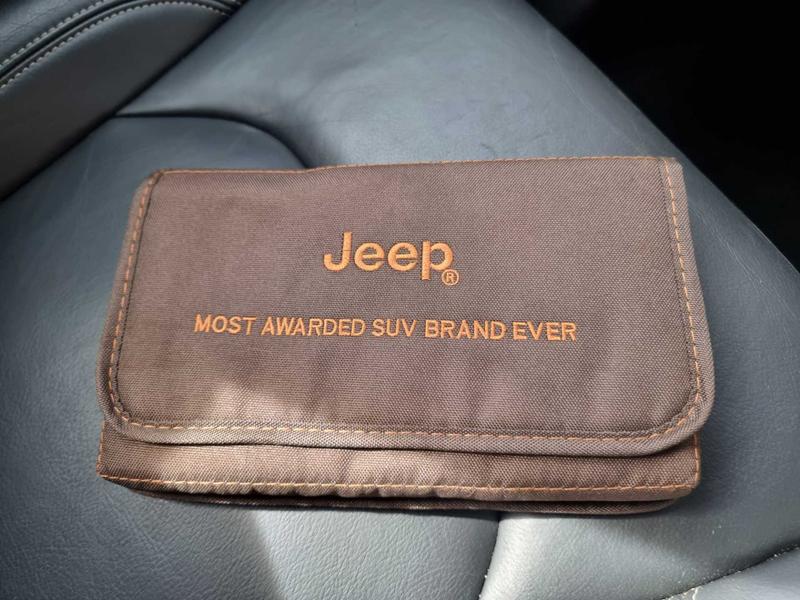 Jeep®
MOST AWARDED SUV BRAND EVER